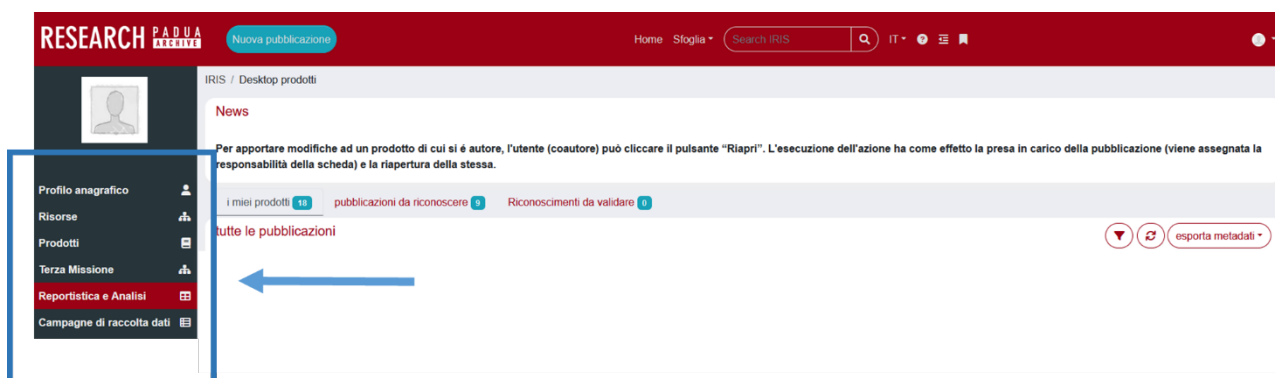 RESEARCH PADUA ARCHIVE
Nuova pubblicazione
Home Sfoglia Search IRIS IT
IRIS / Desktop prodotti
News
Per apportare modifiche ad un prodotto di cui si é autore, l'utente (coautore) può cliccare il pulsante “Riapri”. L'esecuzione dell'azione ha come effetto la presa in carico della pubblicazione (viene assegnata la
responsabilità della scheda) e la riapertura della stessa.
Profilo anagrafico
Risorse
Prodotti
Terza Missione
Reportistica e Analisi
Campagne di raccolta dati
i miei prodotti 18 pubblicazioni da riconoscere 9 Riconoscimenti da validare 0
tutte le pubblicazioni
esporta metadati